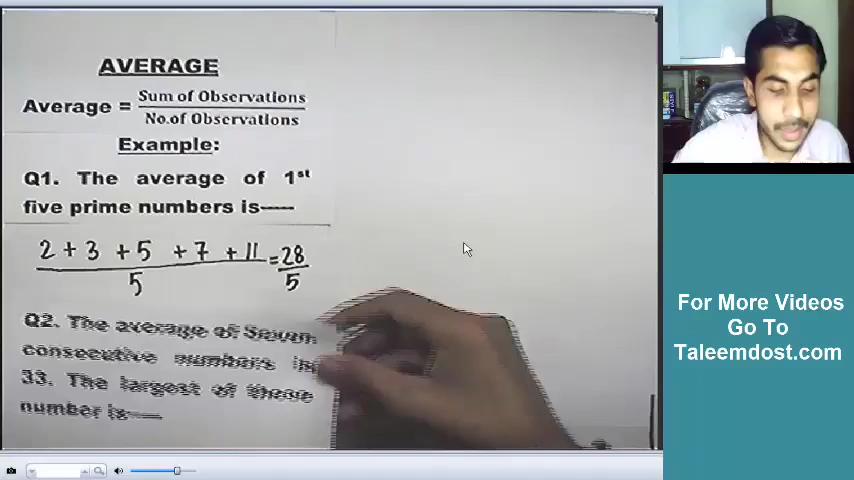 AVERAGE
Average = Sum of Observations / No.of Observations
Example:
Q1. The average of 1st
five prime numbers is—
2 + 3 + 5 + 7 + 11 / 5 = 28 / 5
Q2. The average of Seven
consecutive numbers is
33. The largest of these
number is—
For More Videos
Go To
Taleemdost.com